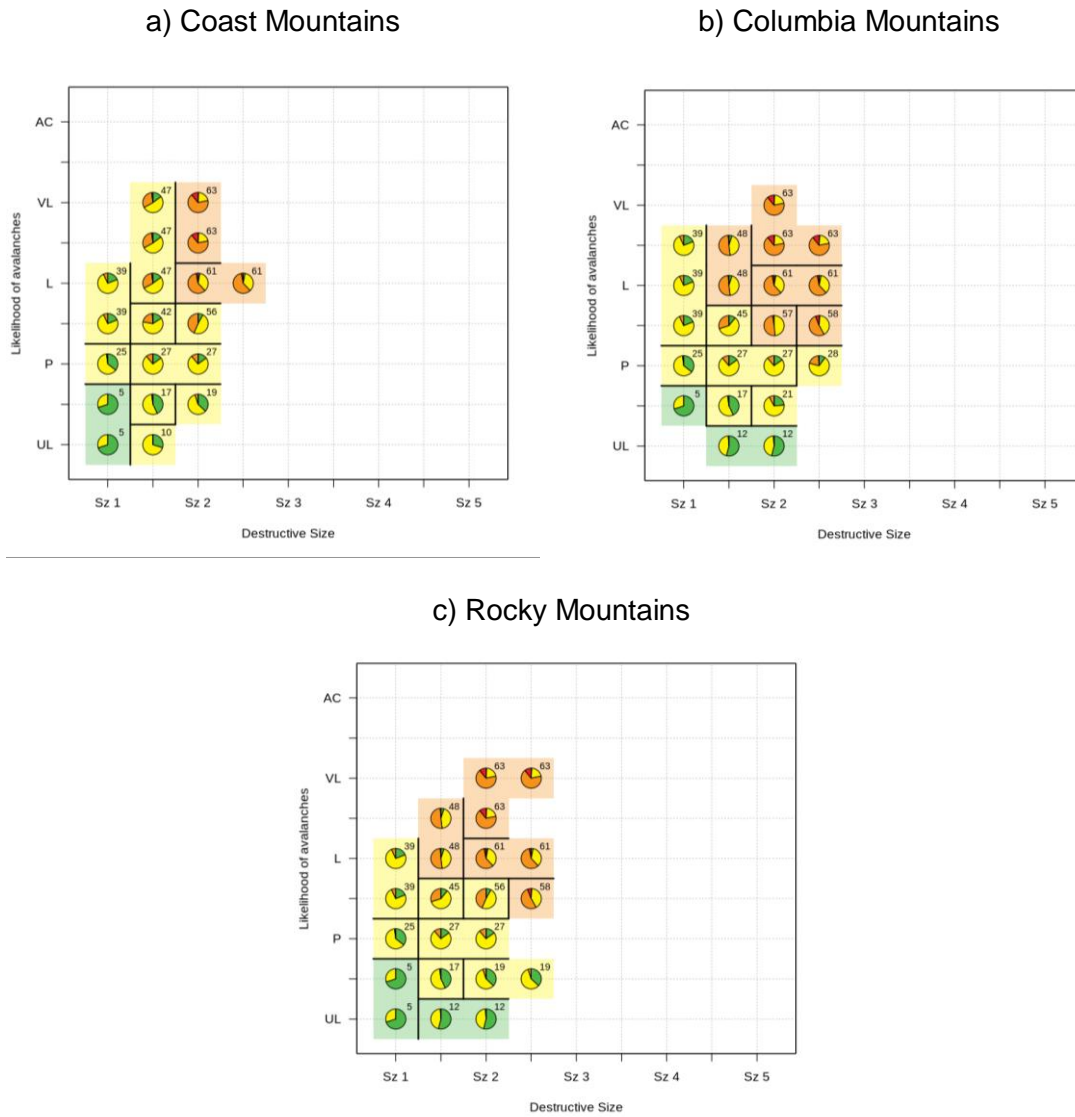 a) Coast Mountains
b) Columbia Mountains
AC
VL
L
P
UL
Likelihood of avalanches
47 63
47 63
39 47 61 61
39 42 56
25 27 27
5 17 19
5 10
Sz 1 Sz 2 Sz 3 Sz 4 Sz 5
Destructive Size
AC
VL
L
P
UL
Likelihood of avalanches
63
39 48 63 63
39 48 61 61
39 45 57 58
25 27 27 28
5 17 21
12 12
Sz 1 Sz 2 Sz 3 Sz 4 Sz 5
Destructive Size
c) Rocky Mountains
AC
VL
L
P
UL
Likelihood of avalanches
63 63
48 63
39 48 61 61
39 45 56 58
25 27 27
5 17 19 19
5 12 12
Sz 1 Sz 2 Sz 3 Sz 4 Sz 5
Destructive Size